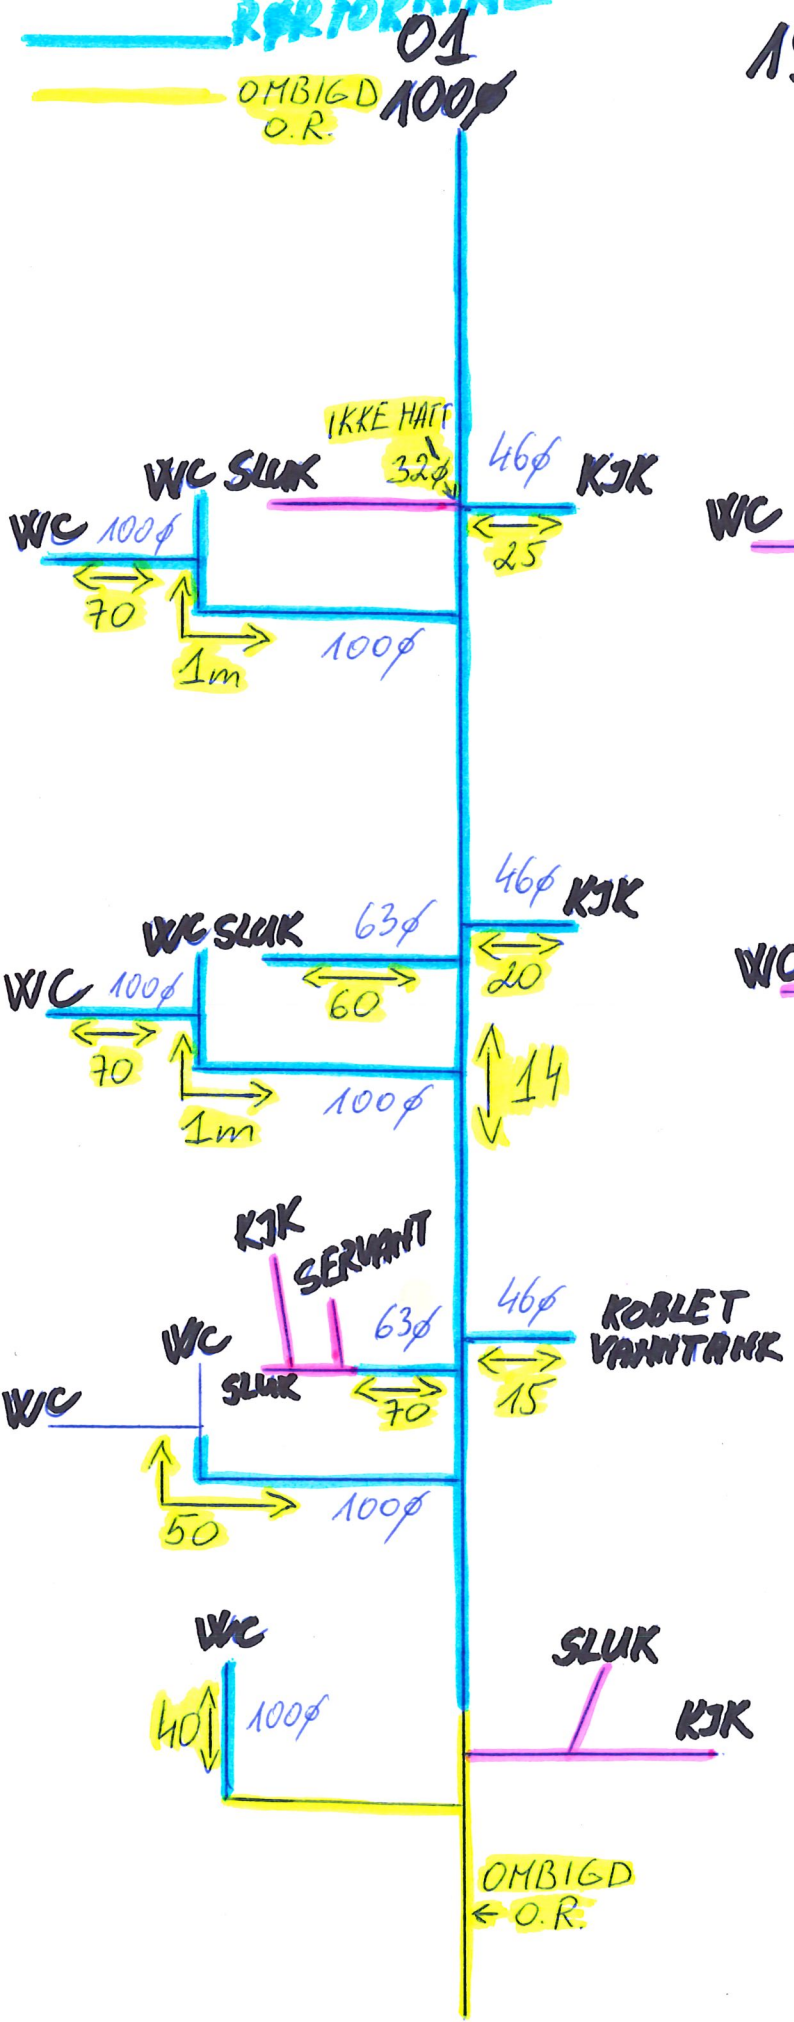 01
OMBIGD
O.R.
100ø
IKKE HATT
32ø
46ø
KJK
WC SLUK
WC 100ø
WC
25
70
1m
100ø
46ø
KJK
63ø
WC SLUK
WC 100ø
WC
20
60
70
14
1m
100ø
KJK
SERVANT
46ø
KOBLET
VANNTANK
63ø
WC
SLUK
WC
70
15
50
100ø
WC
SLUK
40
100ø
KJK
OMBIGD
← O.R.